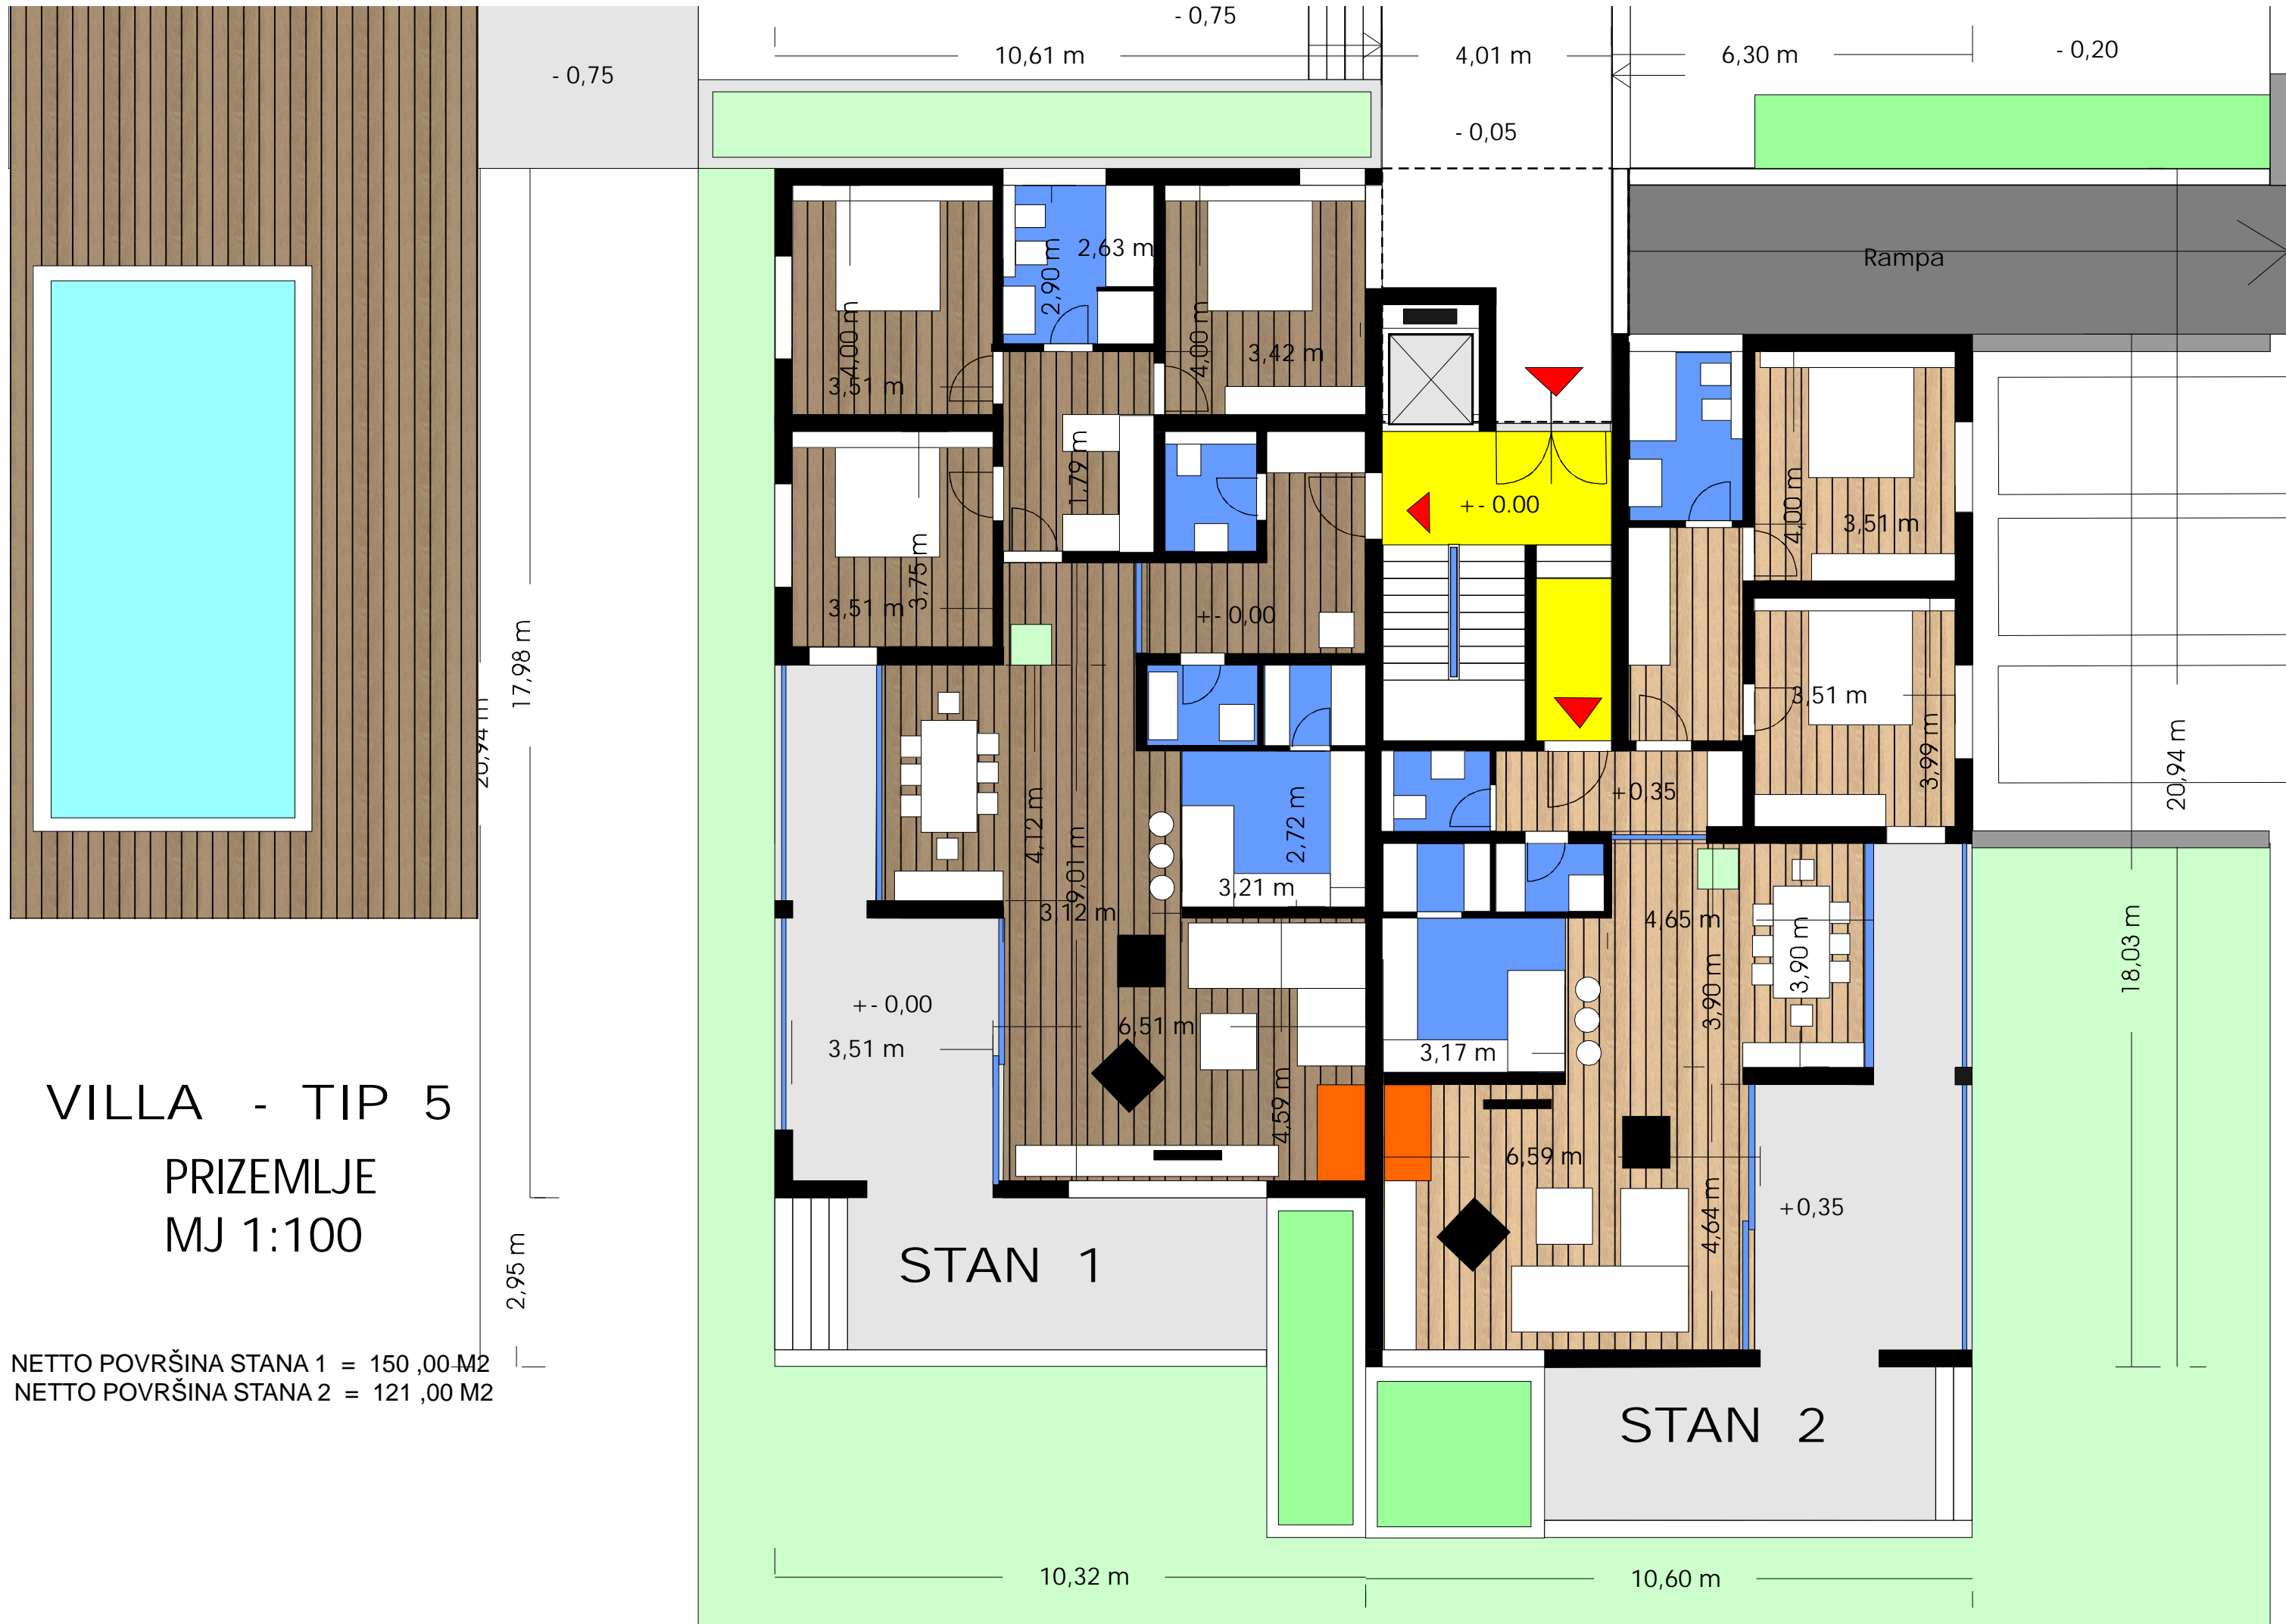 - 0,75
10,61 m
4,01 m
6,30 m
- 0,20
- 0,75
- 0,05
2,63 m
2,90 m
Rampa
4,00 m
4,00 m
3,42 m
3,51 m
1,79 m
+- 0.00
4,00 m
3,51 m
3,75 m
3,51 m
+- 0,00
17,98 m
20,94 m
3,51 m
3,99 m
20,94 m
+0,35
4,12 m
9,01 m
2,72 m
3,21 m
3,12 m
4,65 m
3,90 m
3,90 m
18,03 m
+- 0,00
6,51 m
3,51 m
3,17 m
4,59 m
VILLA - TIP 5
PRIZEMLJE
MJ 1:100
6,59 m
4,64 m
+0,35
2,95 m
STAN 1
NETTO POVRŠINA STANA 1 = 150 ,00 M2
NETTO POVRŠINA STANA 2 = 121 ,00 M2
STAN 2
10,32 m
10,60 m